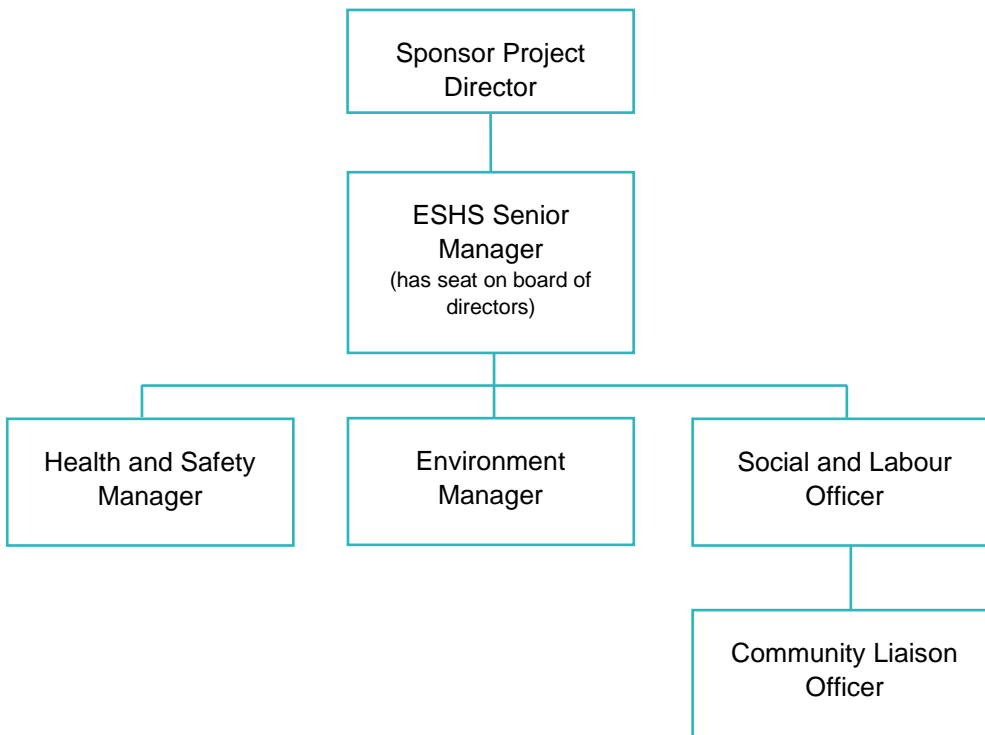 Sponsor Project
Director
ESHS Senior
Manager
(has seat on board of
directors)
Health and Safety
Manager
Environment
Manager
Social and Labour
Officer
Community Liaison
Officer